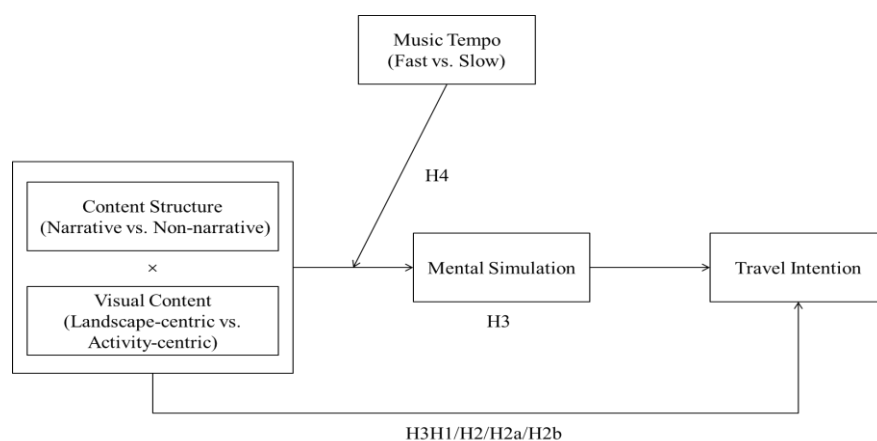 Music Tempo
(Fast vs. Slow)
H4
Content Structure
(Narrative vs. Non-narrative)
×
Visual Content
(Landscape-centric vs.
Activity-centric)
Mental Simulation
H3
Travel Intention
H3H1/H2/H2a/H2b